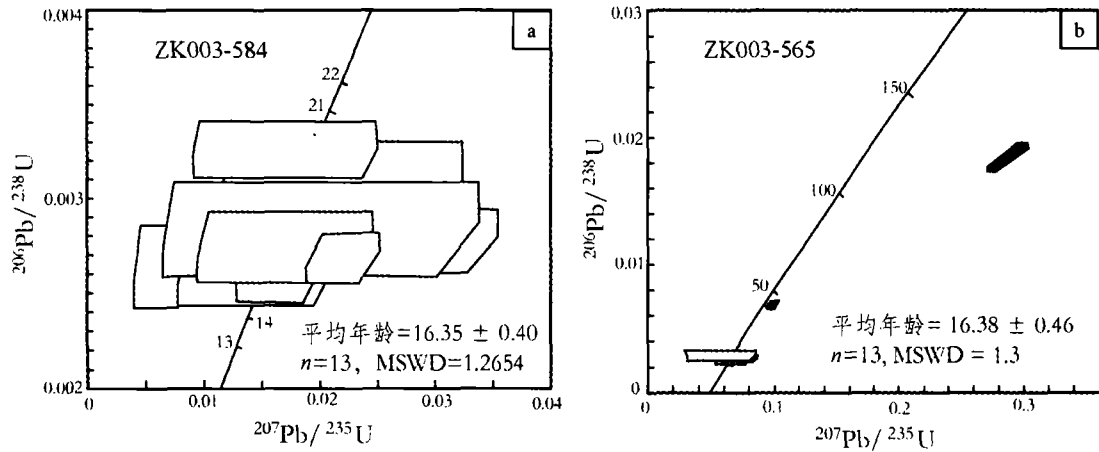 a
ZK003-584
0.004
0.003
0.002
²⁰⁶Pb/²³⁸U
22
21
14
13
平均年龄=16.35 ± 0.40
n=13, MSWD=1.2654
0 0.01 0.02 0.03 0.04
²⁰⁷Pb/²³⁵U
b
ZK003-565
0.03
0.02
0.01
0
²⁰⁶Pb/²³⁸U
150
100
50
平均年龄= 16.38 ± 0.46
n=13, MSWD = 1.3
0 0.1 0.2 0.3
²⁰⁷Pb/²³⁵U